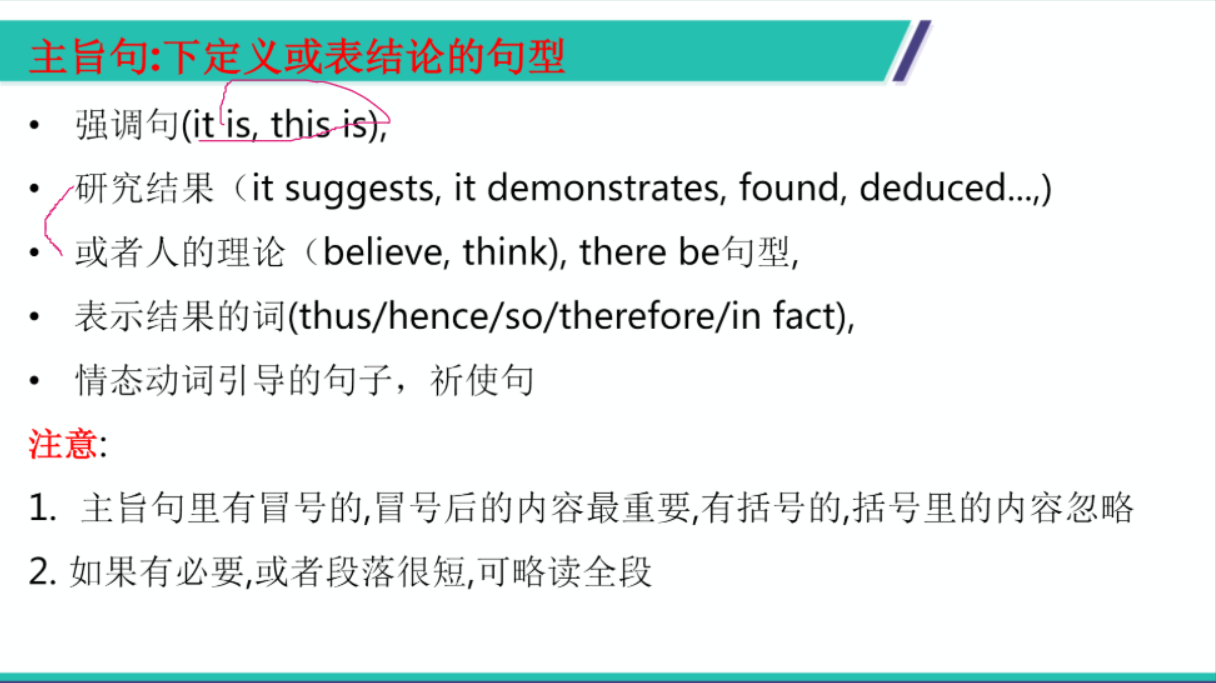 主旨句:下定义或表结论的句型
• 强调句(it is, this is),
• 研究结果（it suggests, it demonstrates, found, deduced...,)
• 或者人的理论（believe, think), there be句型,
• 表示结果的词(thus/hence/so/therefore/in fact),
• 情态动词引导的句子，祈使句
注意:
1. 主旨句里有冒号的,冒号后的内容最重要,有括号的,括号里的内容忽略
2. 如果有必要,或者段落很短,可略读全段